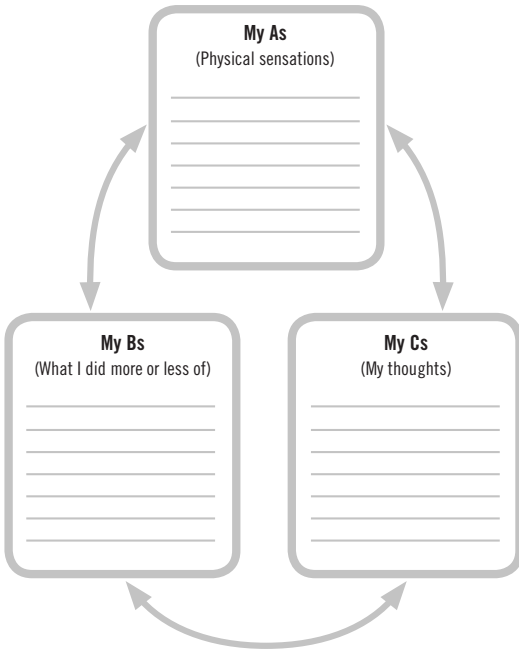 My As
(Physical sensations)
My Bs
(What I did more or less of)
My Cs
(My thoughts)